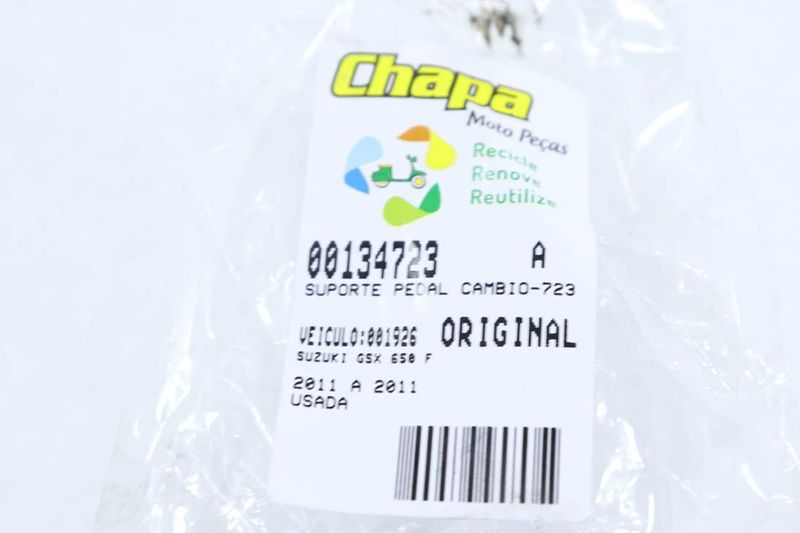 Chapa
Moto Peças
Recicle
Renove
Reutilize
00134723 A
SUPORTE PEDAL CAMBIO-723
VEICULO:001926 ORIGINAL
SUZUKI GSX 650 F
2011 A 2011
USADA